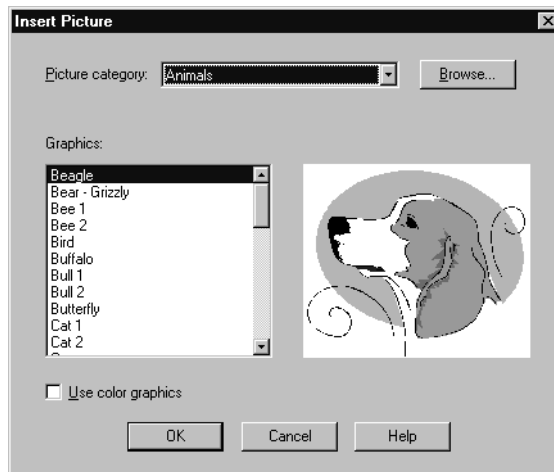 Insert Picture
Picture category: Animals Browse...
Graphics:
Beagle
Bear - Grizzly
Bee 1
Bee 2
Bird
Buffalo
Bull 1
Bull 2
Butterfly
Cat 1
Cat 2
Use color graphics
OK Cancel Help